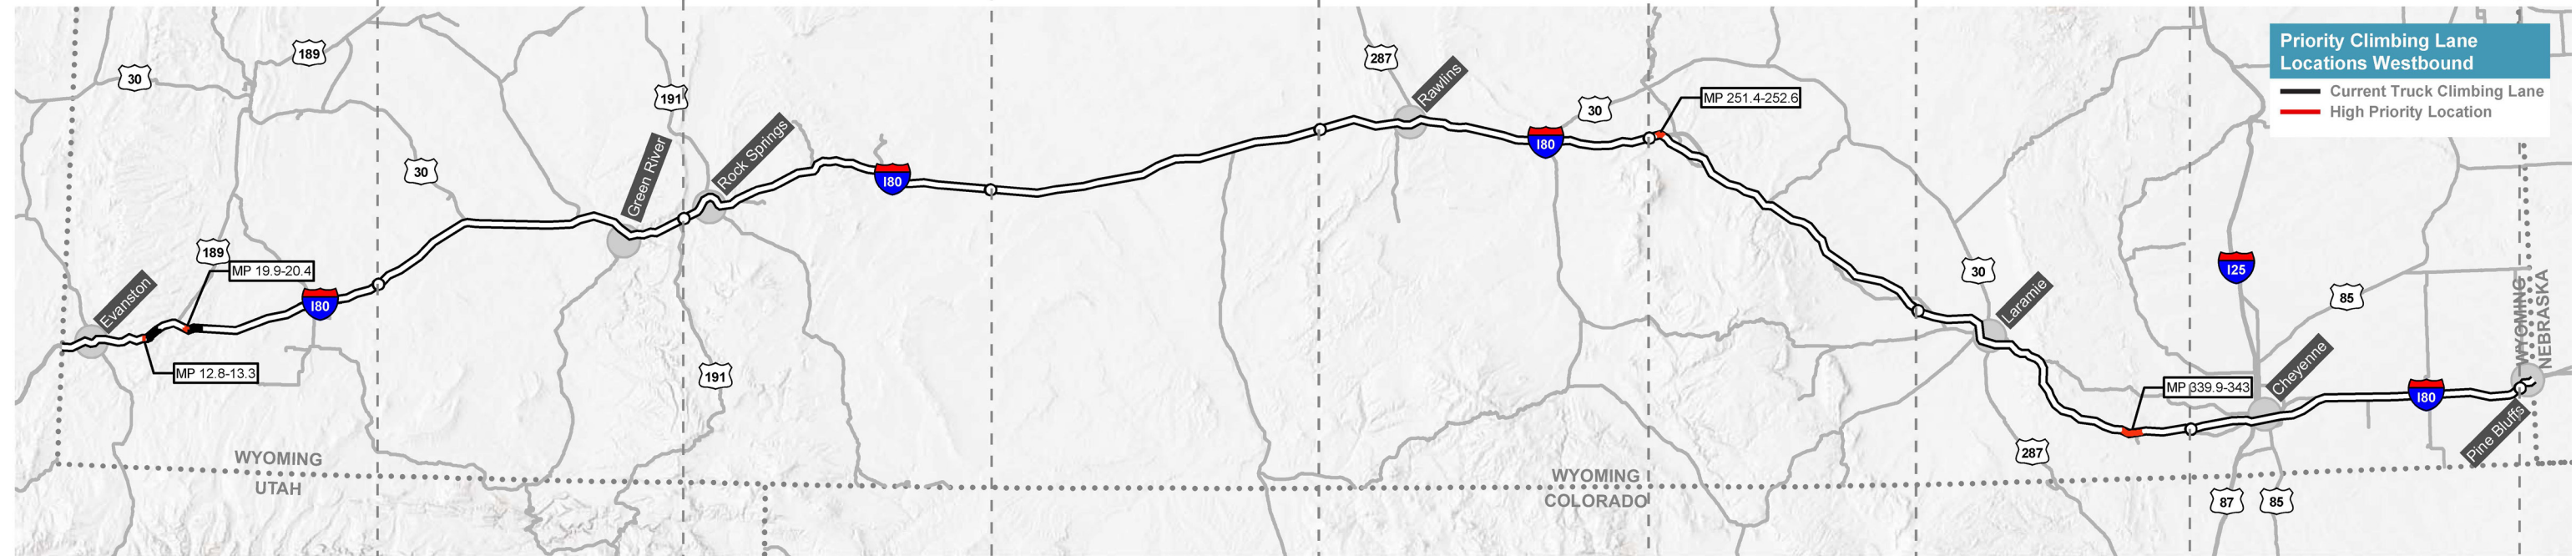 Priority Climbing Lane
Locations Westbound
Current Truck Climbing Lane
High Priority Location
189
30
287
191
Rawlins
MP 251.4-252.6
30
Rock Springs
I80
30
I80
Green River
189
MP 19.9-20.4
I80
Evanston
MP 12.8-13.3
30
Laramie
I25
85
WYOMING
NEBRASKA
191
MP 339.9-343
Cheyenne
I80
Pine Bluffs
287
WYOMING
UTAH
WYOMING
COLORADO
87
85